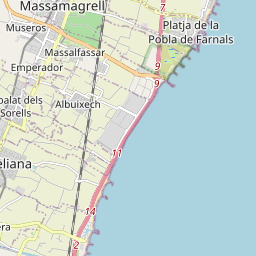 Massamagrell
7
Platja de la
Pobla de Farnals
Museros
Massalfassar
Emperador
9
9
palat dels
Sorells
Albuixech
eliana
11
14
era
2